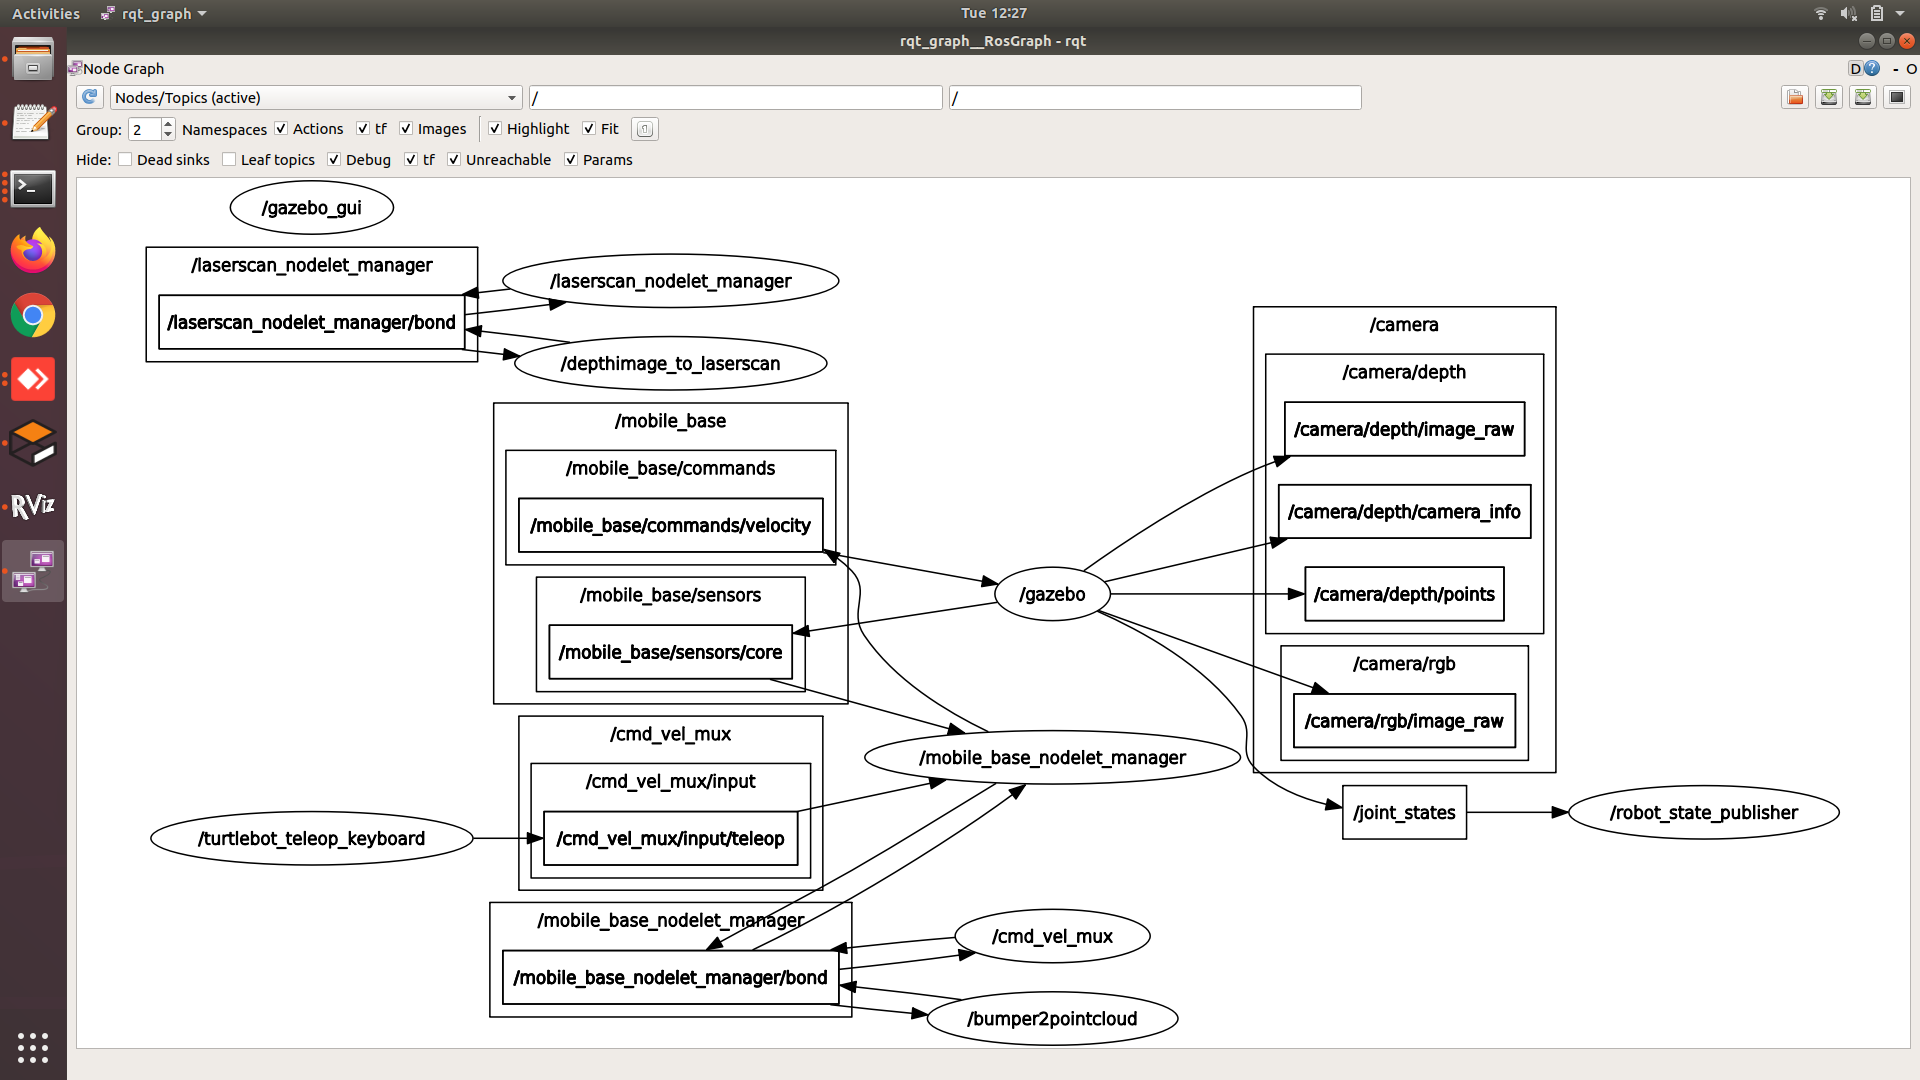 Activities rqt_graph Tue 12:27
rqt_graph__RosGraph - rqt
Node Graph D ? - O
Nodes/Topics (active) / /
Group: 2 Namespaces Actions tf Images Highlight Fit
Hide: Dead sinks Leaf topics Debug tf Unreachable Params
RViz
/gazebo_gui
/laserscan_nodelet_manager
/laserscan_nodelet_manager/bond
/laserscan_nodelet_manager
/depthimage_to_laserscan
/mobile_base
/mobile_base/commands
/mobile_base/commands/velocity
/mobile_base/sensors
/mobile_base/sensors/core
/gazebo
/camera
/camera/depth
/camera/depth/image_raw
/camera/depth/camera_info
/camera/depth/points
/camera/rgb
/camera/rgb/image_raw
/cmd_vel_mux
/cmd_vel_mux/input
/cmd_vel_mux/input/teleop
/turtlebot_teleop_keyboard
/mobile_base_nodelet_manager
/joint_states
/robot_state_publisher
/mobile_base_nodelet_manager
/mobile_base_nodelet_manager/bond
/cmd_vel_mux
/bumper2pointcloud